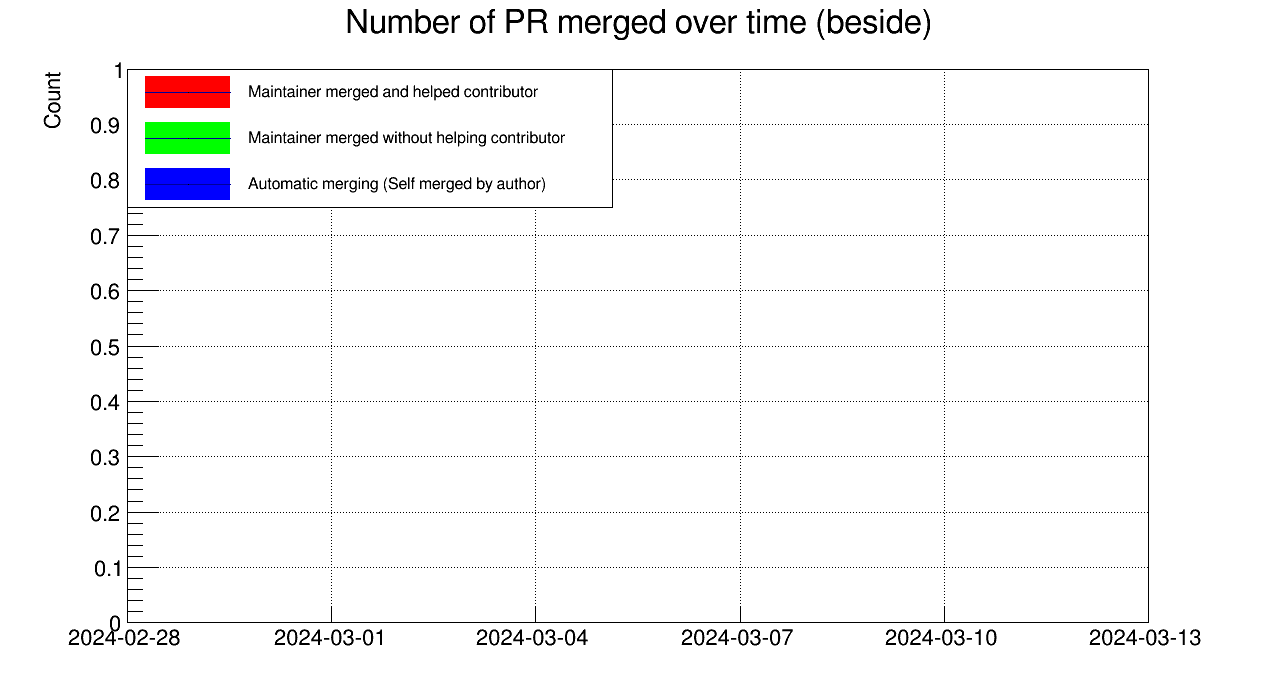 Number of PR merged over time (beside)
Count
1
Maintainer merged and helped contributor
0.9
Maintainer merged without helping contributor
0.8
Automatic merging (Self merged by author)
0.7
0.6
0.5
0.4
0.3
0.2
0.1
0
2024-02-28 2024-03-01 2024-03-04 2024-03-07 2024-03-10 2024-03-13